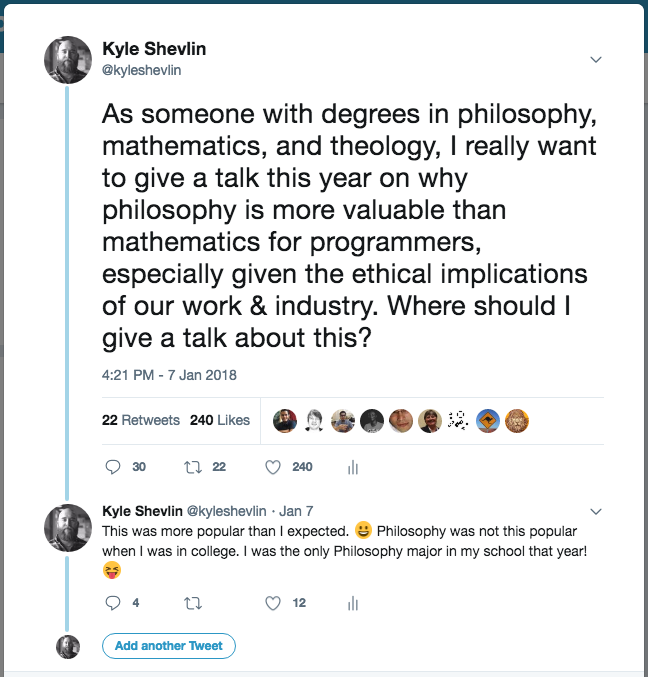 Kyle Shevlin
@kyleshevlin
As someone with degrees in philosophy,
mathematics, and theology, I really want
to give a talk this year on why
philosophy is more valuable than
mathematics for programmers,
especially given the ethical implications
of our work & industry. Where should I
give a talk about this?
4:21 PM - 7 Jan 2018
22 Retweets 240 Likes
30 22 240
Kyle Shevlin @kyleshevlin · Jan 7
This was more popular than I expected. 😀 Philosophy was not this popular
when I was in college. I was the only Philosophy major in my school that year!
😝
4 12
Add another Tweet